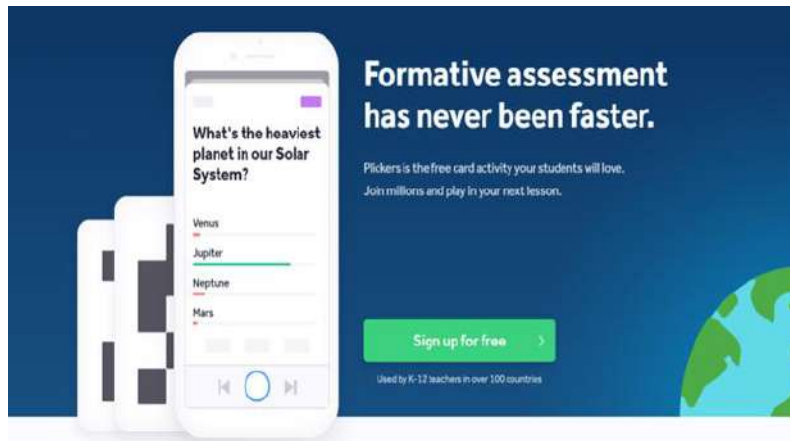 What's the heaviest
planet in our Solar
System?
Venus
Jupiter
Neptune
Mars
Formative assessment
has never been faster.
Plickers is the free card activity your students will love.
Join millions and play in your next lesson.
Sign up for free
Used by K-12 teachers in over 100 countries